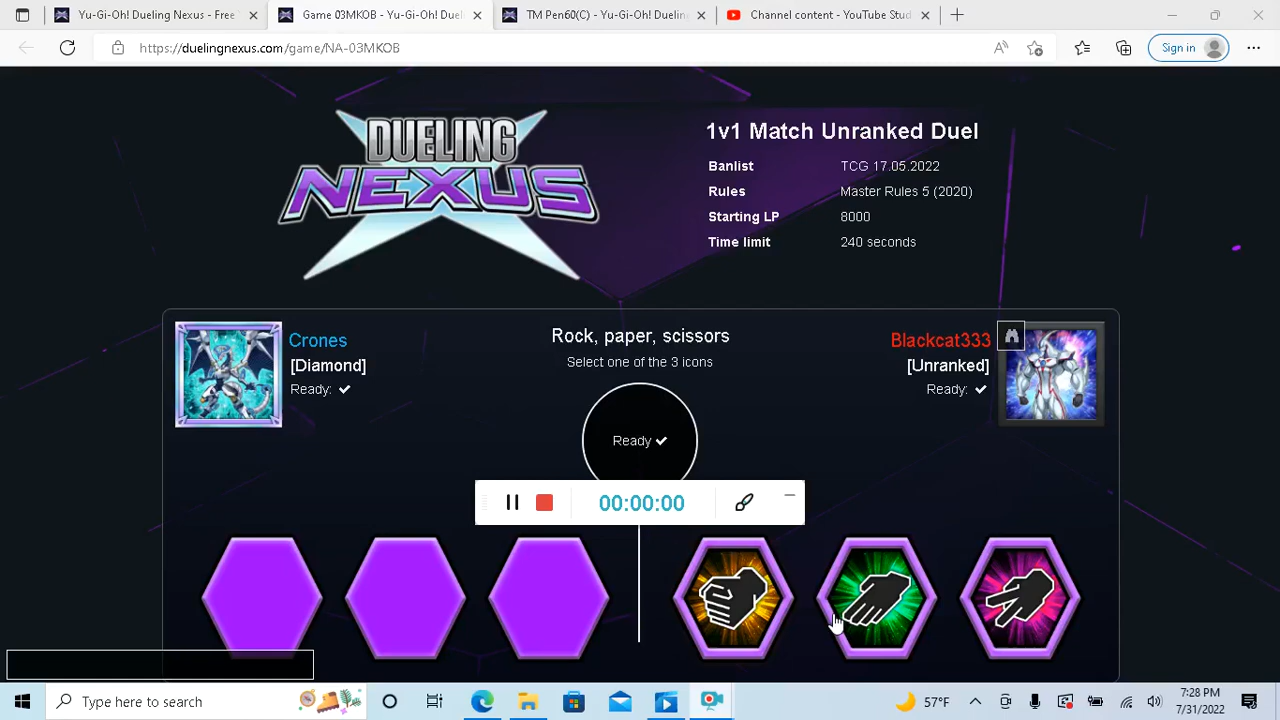 Yu-Gi-Oh! Dueling Nexus - Free
Game 03MKOB - Yu-Gi-Oh! Duel
TM Pen60(C) - Yu-Gi-Oh! Dueling
Channel content - YouTube Stud
https://duelingnexus.com/game/NA-03MKOB
Sign in
DUELING
NEXUS
1v1 Match Unranked Duel
Banlist TCG 17.05.2022
Rules Master Rules 5 (2020)
Starting LP 8000
Time limit 240 seconds
Crones
[Diamond]
Ready: ✔
Rock, paper, scissors
Select one of the 3 icons
Ready ✔
Blackcat333
[Unranked]
Ready: ✔
00:00:00
Type here to search
57°F
7:28 PM
7/31/2022